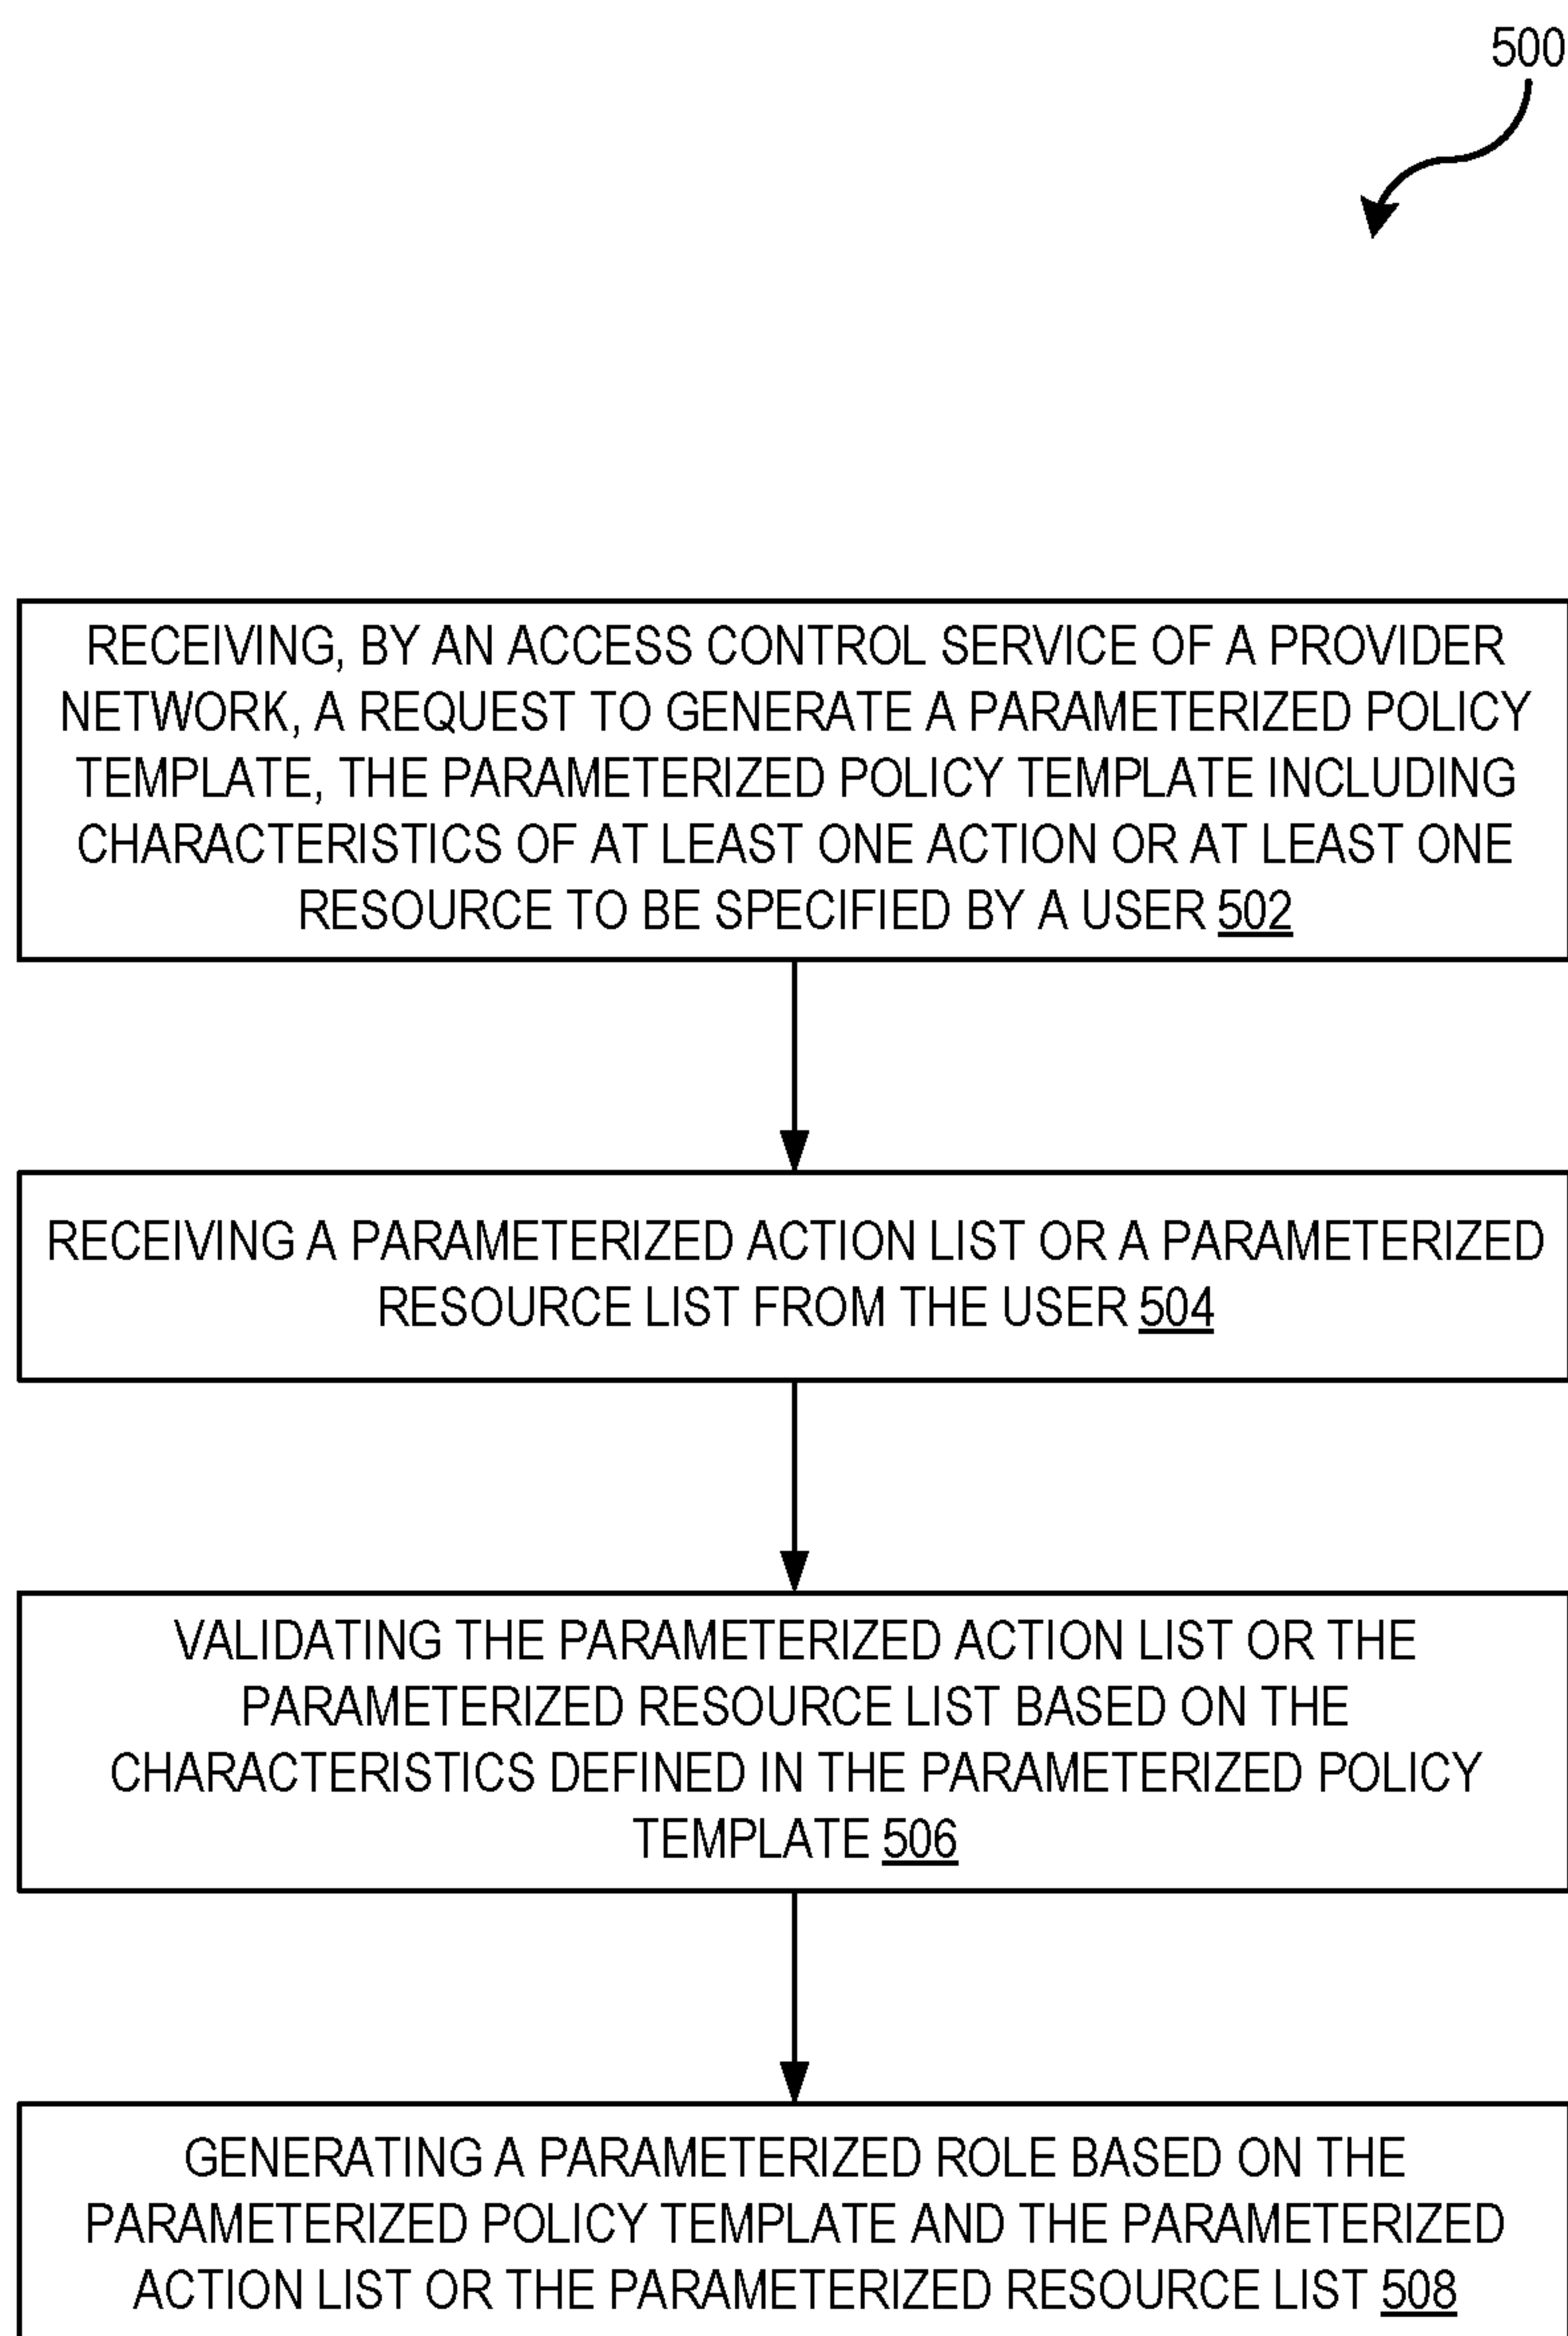 500
RECEIVING, BY AN ACCESS CONTROL SERVICE OF A PROVIDER
NETWORK, A REQUEST TO GENERATE A PARAMETERIZED POLICY
TEMPLATE, THE PARAMETERIZED POLICY TEMPLATE INCLUDING
CHARACTERISTICS OF AT LEAST ONE ACTION OR AT LEAST ONE
RESOURCE TO BE SPECIFIED BY A USER 502
RECEIVING A PARAMETERIZED ACTION LIST OR A PARAMETERIZED
RESOURCE LIST FROM THE USER 504
VALIDATING THE PARAMETERIZED ACTION LIST OR THE
PARAMETERIZED RESOURCE LIST BASED ON THE
CHARACTERISTICS DEFINED IN THE PARAMETERIZED POLICY
TEMPLATE 506
GENERATING A PARAMETERIZED ROLE BASED ON THE
PARAMETERIZED POLICY TEMPLATE AND THE PARAMETERIZED
ACTION LIST OR THE PARAMETERIZED RESOURCE LIST 508